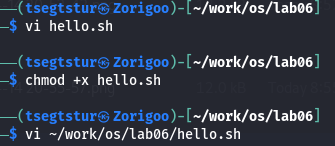 (tsegtstur㉿Zorigoo)-[~/work/os/lab06]
$ vi hello.sh
(tsegtstur㉿Zorigoo)-[~/work/os/lab06]
$ chmod +x hello.sh
(tsegtstur㉿Zorigoo)-[~/work/os/lab06]
$ vi ~/work/os/lab06/hello.sh